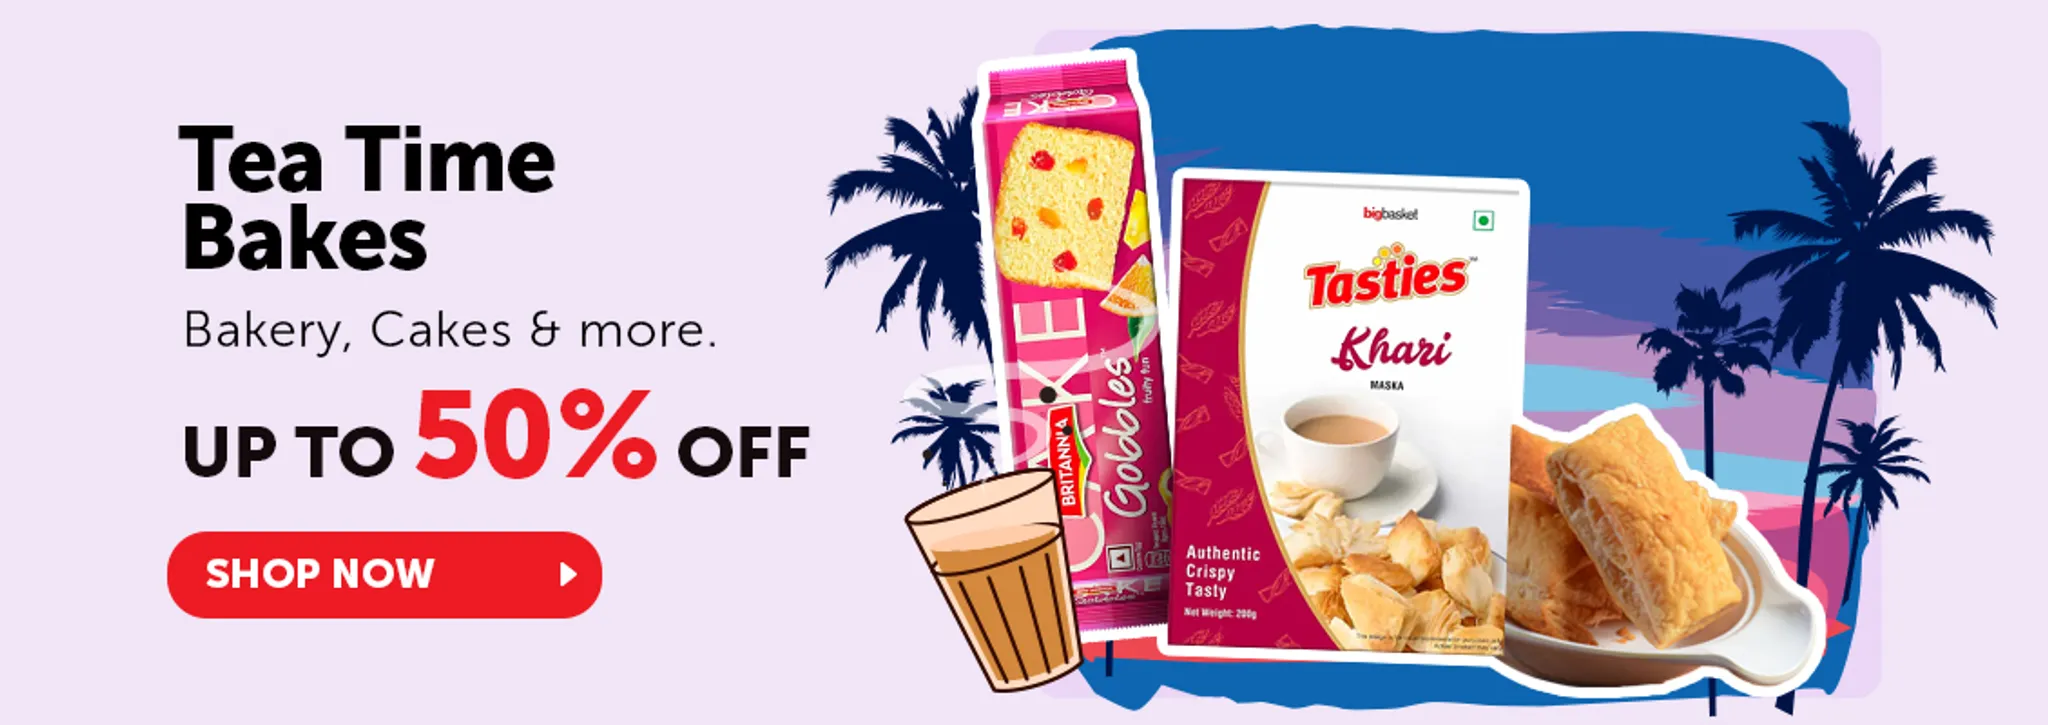 Tea Time
Bakes
Bakery, Cakes & more.
UP TO 50% OFF
SHOP NOW
CAKE
BRITANNIA
Gobbles
fruity fun
bigbasket
Tasties
Khari
MASKA
Authentic
Crispy
Tasty
Net Weight: 200g